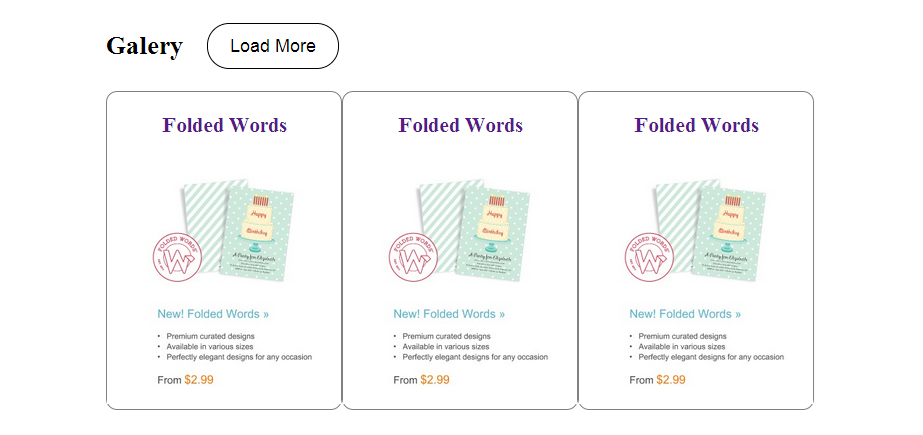 Galery
Load More
Folded Words
Happy
Birthday
A Party for Elizabeth
FOLDED WORDS
W
New! Folded Words »
• Premium curated designs
• Available in various sizes
• Perfectly elegant designs for any occasion
From $2.99
Folded Words
Happy
Birthday
A Party for Elizabeth
FOLDED WORDS
W
New! Folded Words »
• Premium curated designs
• Available in various sizes
• Perfectly elegant designs for any occasion
From $2.99
Folded Words
Happy
Birthday
A Party for Elizabeth
FOLDED WORDS
W
New! Folded Words »
• Premium curated designs
• Available in various sizes
• Perfectly elegant designs for any occasion
From $2.99